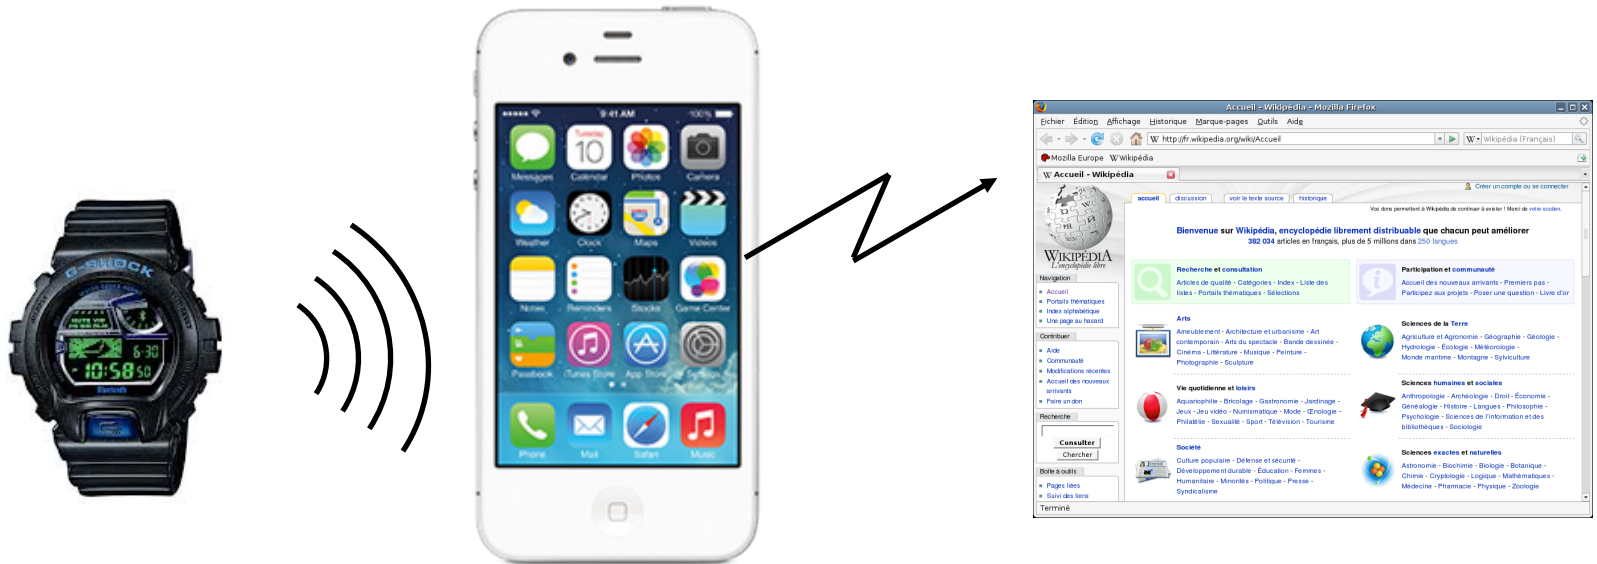 G-SHOCK
6-30
10:58 50
Bluetooth
9:41 AM
100%
Tuesday
10
Messages
Calendar
Photos
Camera
Weather
Clock
Maps
Videos
Notes
Reminders
Stocks
Game Center
Passbook
iTunes Store
App Store
Settings
Phone
Mail
Safari
Music
Accueil - Wikipédia - Mozilla Firefox
Fichier Édition Affichage Historique Marque-pages Outils Aide
W http://fr.wikipedia.org/wiki/Accueil
W Wikipédia (Français)
Mozilla Europe W Wikipédia
W Accueil - Wikipédia
Créer un compte ou se connecter
accueil discussion voir le texte source historique
Vos dons permettent à Wikipédia de continuer à exister ! Merci de votre soutien.
WIKIPÉDIA
L'encyclopédie libre
Bienvenue sur Wikipédia, encyclopédie librement distribuable que chacun peut améliorer
382 034 articles en français, plus de 5 millions dans 250 langues
Navigation
Accueil
Portails thématiques
Index alphabétique
Une page au hasard
Contribuer
Aide
Communauté
Modifications récentes
Accueil des nouveaux
arrivants
Faire un don
Recherche
Consulter
Chercher
Boîte à outils
Pages liées
Suivi des liens
Recherche et consultation
Articles de qualité - Catégories - Index - Liste des
listes - Portails thématiques - Sélections
Participation et communauté
Accueil des nouveaux arrivants - Premiers pas -
Participez aux projets - Poser une question - Livre d'or
Arts
Ameublement - Architecture et urbanisme - Art
contemporain - Arts du spectacle - Bande dessinée -
Cinéma - Littérature - Musique - Peinture -
Photographie - Sculpture
Sciences de la Terre
Agriculture et Agronomie - Géographie - Géologie -
Hydrologie - Écologie - Météorologie -
Monde maritime - Montagne - Sylviculture
Vie quotidienne et loisirs
Aquariophilie - Bricolage - Gastronomie - Jardinage -
Jeux - Jeu vidéo - Numismatique - Mode - Œnologie -
Philatélie - Sexualité - Sport - Télévision - Tourisme
Sciences humaines et sociales
Anthropologie - Archéologie - Droit - Économie -
Généalogie - Histoire - Langues - Philosophie -
Psychologie - Sciences de l'information et des
bibliothèques - Sociologie
Société
Culture populaire - Défense et sécurité -
Développement durable - Éducation - Femmes -
Humanitaire - Minorités - Politique - Presse -
Syndicalisme
Sciences exactes et naturelles
Astronomie - Biochimie - Biologie - Botanique -
Chimie - Cryptologie - Logique - Mathématiques -
Médecine - Pharmacie - Physique - Zoologie
Terminé